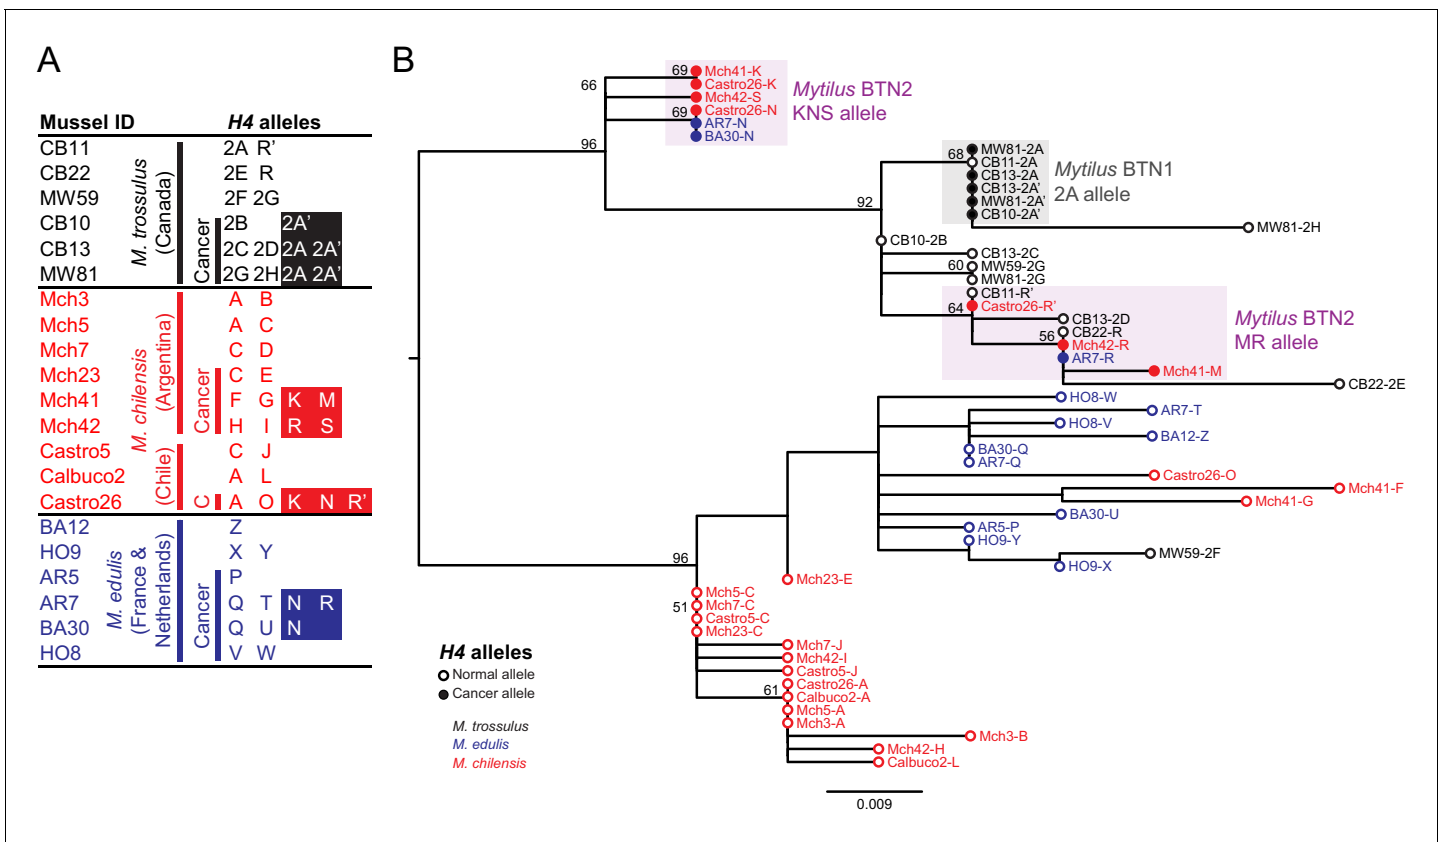 A
Mussel ID H4 alleles
CB11 2A R'
CB22 2E R
MW59 2F 2G
CB10 2B 2A'
CB13 2C 2D 2A 2A'
MW81 2G 2H 2A 2A'
M. trossulus
(Canada)
Cancer
Mch3 A B
Mch5 A C
Mch7 C D
Mch23 C E
Mch41 F G K M
Mch42 H I R S
Castro5 C J
Calbuco2 A L
Castro26 A O K N R'
M. chilensis
(Argentina)
(Chile)
Cancer
C
BA12 Z
HO9 X Y
AR5 P
AR7 Q T N R
BA30 Q U N
HO8 V W
M. edulis
(France &
Netherlands)
Cancer
B
69 Mch41-K
66 Castro26-K
Mch42-S
69 Castro26-N
AR7-N
BA30-N
Mytilus BTN2
KNS allele
96
MW81-2A
68 CB11-2A
CB13-2A
CB13-2A'
MW81-2A'
CB10-2A'
Mytilus BTN1
2A allele
92
MW81-2H
CB10-2B
CB13-2C
60 MW59-2G
MW81-2G
CB11-R'
64 Castro26-R'
CB13-2D
CB22-R
56 Mch42-R
AR7-R
Mch41-M
CB22-2E
Mytilus BTN2
MR allele
HO8-W
AR7-T
HO8-V
BA12-Z
BA30-Q
AR7-Q
Castro26-O
Mch41-F
Mch41-G
BA30-U
AR5-P
HO9-Y
MW59-2F
HO9-X
96
Mch23-E
Mch5-C
51 Mch7-C
Castro5-C
Mch23-C
Mch7-J
Mch42-I
Castro5-J
Castro26-A
61 Calbuco2-A
Mch5-A
Mch3-A
Mch3-B
Mch42-H
Calbuco2-L
H4 alleles
Normal allele
Cancer allele
M. trossulus
M. edulis
M. chilensis
0.009